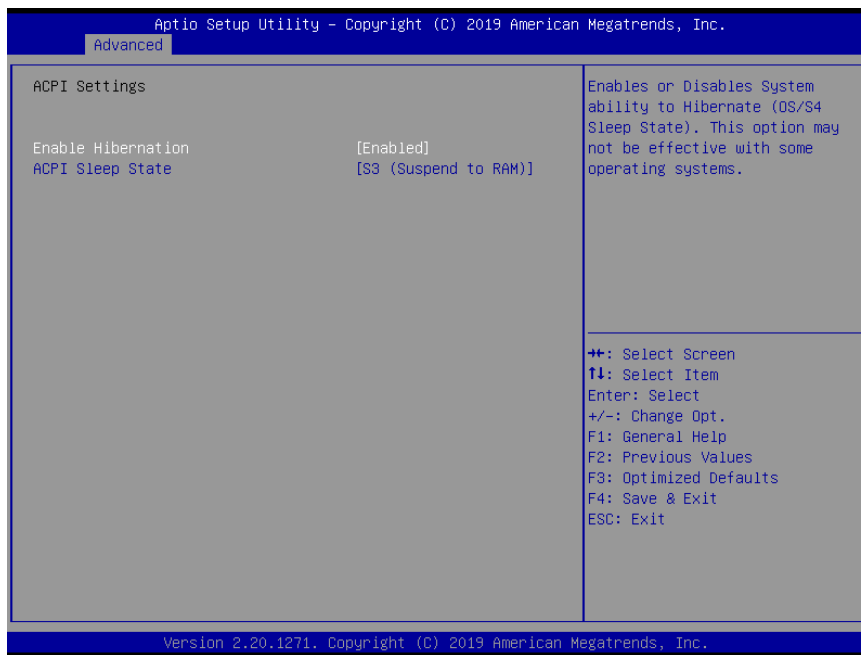 Aptio Setup Utility – Copyright (C) 2019 American Megatrends, Inc.
Advanced
ACPI Settings
Enable Hibernation [Enabled]
ACPI Sleep State [S3 (Suspend to RAM)]
Enables or Disables System
ability to Hibernate (OS/S4
Sleep State). This option may
not be effective with some
operating systems.
→←: Select Screen
↑↓: Select Item
Enter: Select
+/-: Change Opt.
F1: General Help
F2: Previous Values
F3: Optimized Defaults
F4: Save & Exit
ESC: Exit
Version 2.20.1271. Copyright (C) 2019 American Megatrends, Inc.